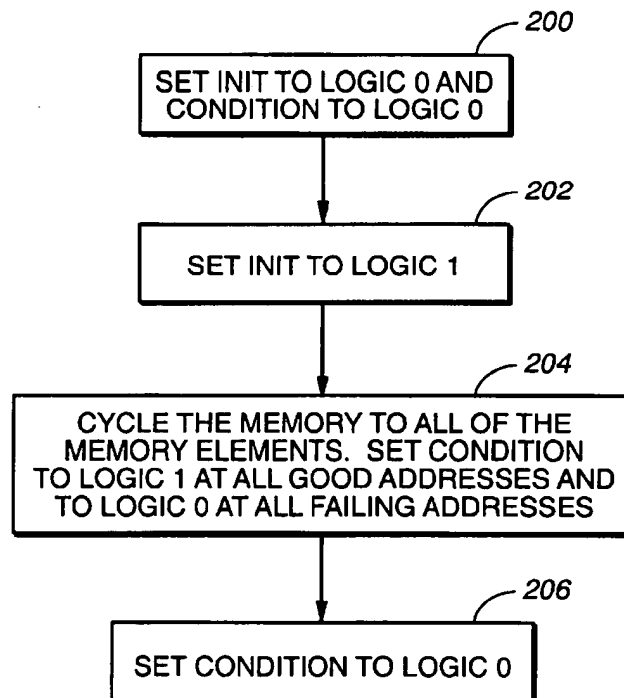 200
SET INIT TO LOGIC 0 AND
CONDITION TO LOGIC 0
202
SET INIT TO LOGIC 1
204
CYCLE THE MEMORY TO ALL OF THE
MEMORY ELEMENTS. SET CONDITION
TO LOGIC 1 AT ALL GOOD ADDRESSES AND
TO LOGIC 0 AT ALL FAILING ADDRESSES
206
SET CONDITION TO LOGIC 0